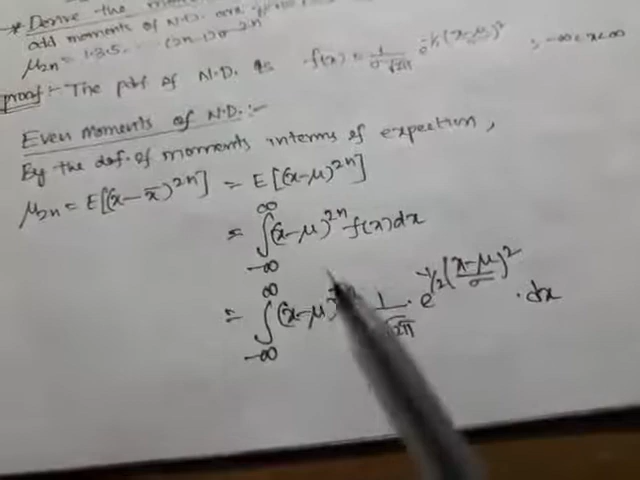 * Derive the
odd moments of N.D. are
μ2n = 1.3.5. ... (2n-1) σ^2n
proof:- The pdf of N.D. is f(x) = 1/σ√2π e^-1/2(x-μ/σ)^2 ; -∞<x<∞
Even moments of N.D.:-
By the def. of moments interms of expection,
μ2n = E[(x-x̄)^2n] = E[(x-μ)^2n]
= ∫_-∞^∞ (x-μ)^2n f(x)dx
= ∫_-∞^∞ (x-μ) 1/√2π . e^-1/2(x-μ/σ)^2 . dx